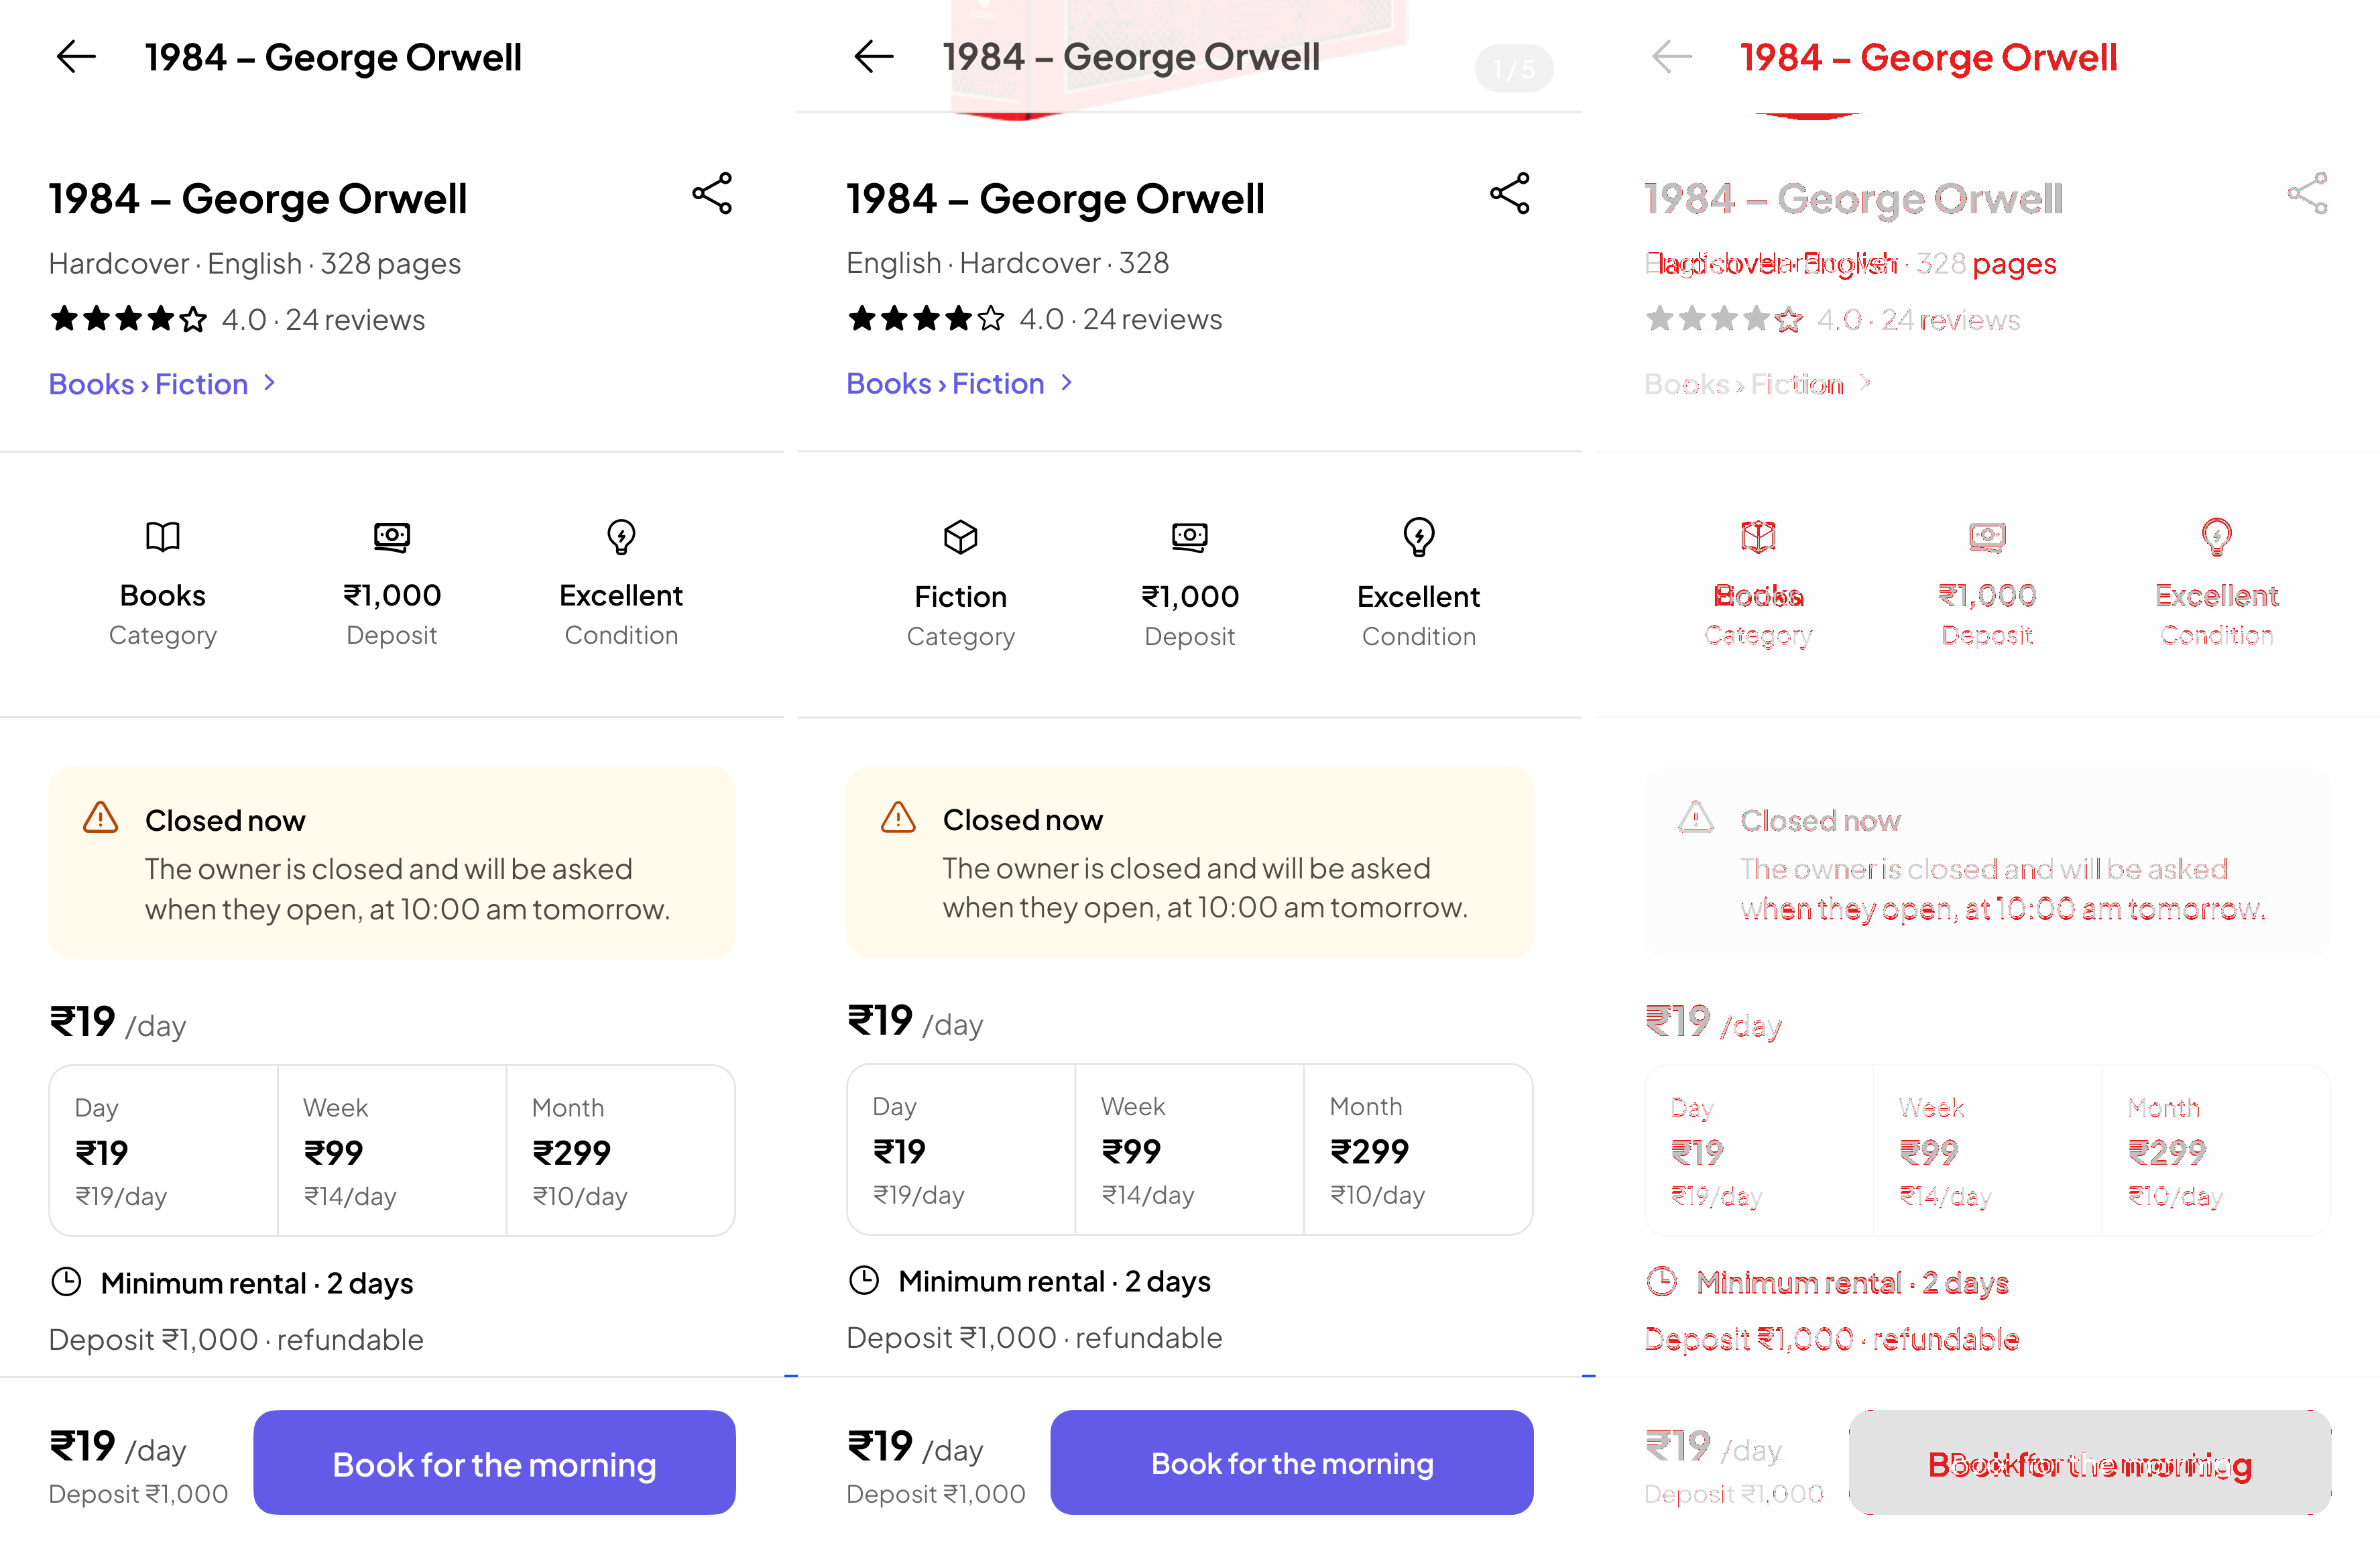 1984 – George Orwell
1984 – George Orwell
Hardcover · English · 328 pages
4.0 · 24 reviews
Books › Fiction >
Books
Category
₹1,000
Deposit
Excellent
Condition
Closed now
The owner is closed and will be asked
when they open, at 10:00 am tomorrow.
₹19 /day
Day
₹19
₹19/day
Week
₹99
₹14/day
Month
₹299
₹10/day
Minimum rental · 2 days
Deposit ₹1,000 · refundable
₹19 /day
Deposit ₹1,000
Book for the morning
1984 – George Orwell
1 / 5
1984 – George Orwell
English · Hardcover · 328
4.0 · 24 reviews
Books › Fiction >
Fiction
Category
₹1,000
Deposit
Excellent
Condition
Closed now
The owner is closed and will be asked
when they open, at 10:00 am tomorrow.
₹19 /day
Day
₹19
₹19/day
Week
₹99
₹14/day
Month
₹299
₹10/day
Minimum rental · 2 days
Deposit ₹1,000 · refundable
₹19 /day
Deposit ₹1,000
Book for the morning
1984 – George Orwell
1984 – George Orwell
· 328 pages
4.0 · 24 reviews
Books › Fiction >
Category
₹1,000
Deposit
Excellent
Condition
Closed now
The owner is closed and will be asked
when they open, at 10:00 am tomorrow.
₹19 /day
Day
₹19
₹19/day
Week
₹99
₹14/day
Month
₹299
₹10/day
Minimum rental · 2 days
Deposit ₹1,000 · refundable
₹19 /day
Deposit ₹1,000